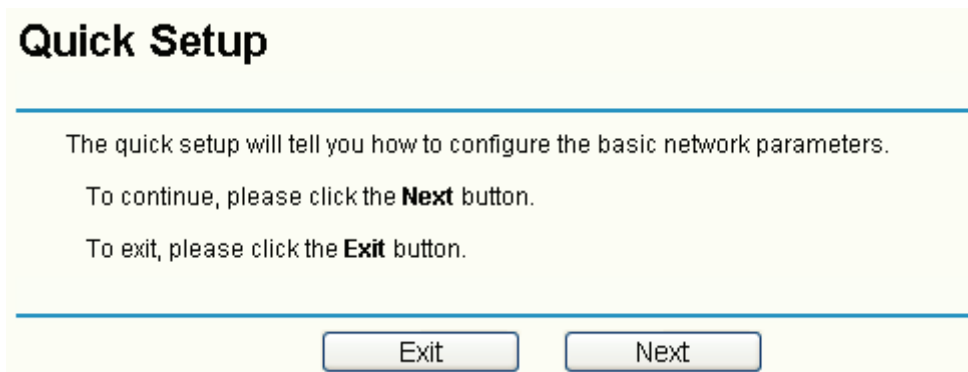 Quick Setup
The quick setup will tell you how to configure the basic network parameters.
To continue, please click the Next button.
To exit, please click the Exit button.
Exit Next